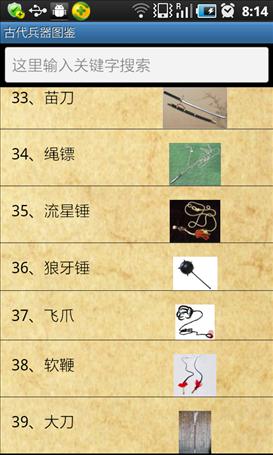 8:14
古代兵器图鉴
这里输入关键字搜索
33、苗刀
34、绳镖
35、流星锤
36、狼牙锤
37、飞爪
38、软鞭
39、大刀